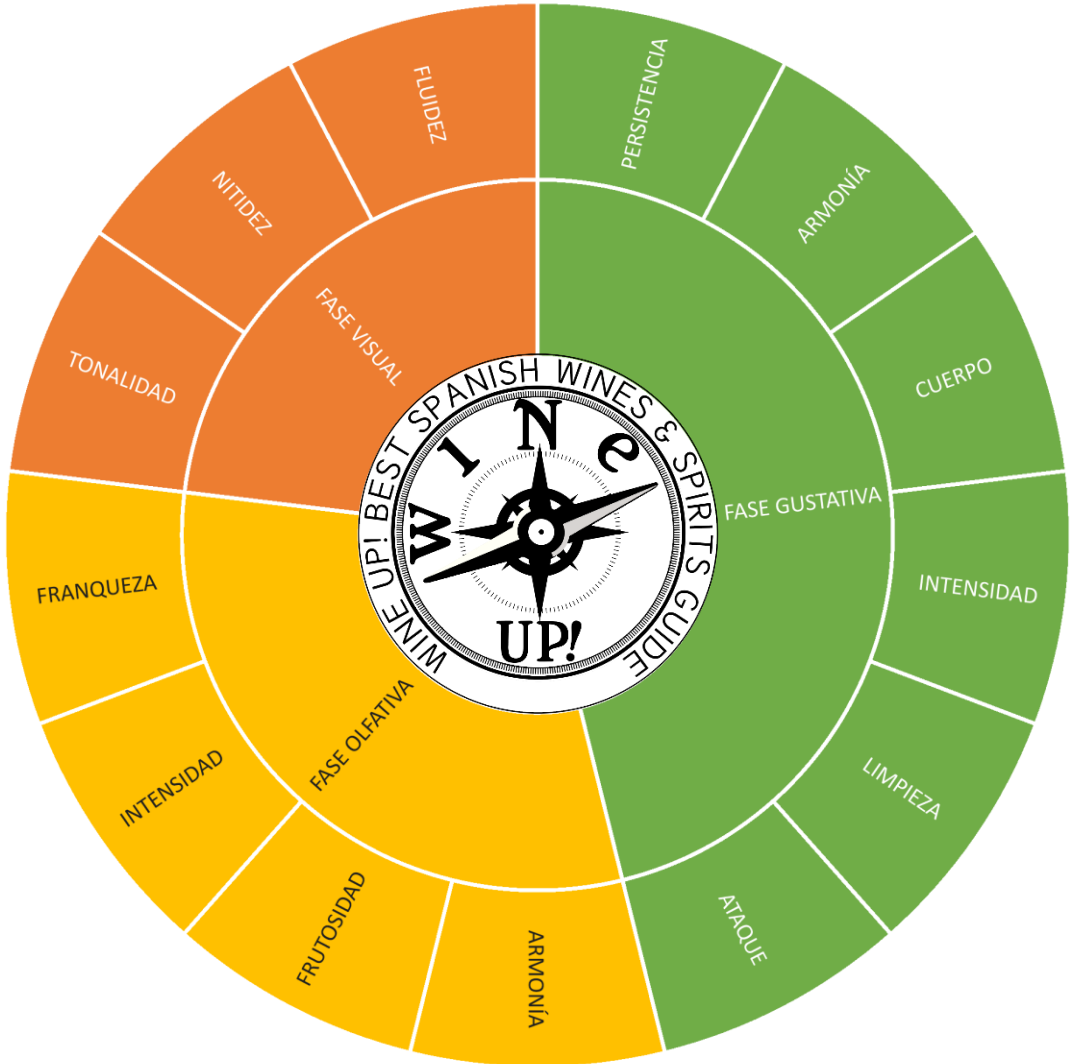 FLUIDEZ
NITIDEZ
TONALIDAD
FASE VISUAL
PERSISTENCIA
ARMONÍA
CUERPO
INTENSIDAD
LIMPIEZA
ATAQUE
FASE GUSTATIVA
FRANQUEZA
INTENSIDAD
FRUTOSIDAD
ARMONÍA
FASE OLFATIVA
WINE UP! BEST SPANISH WINES & SPIRITS GUIDE
W I N e
UP!